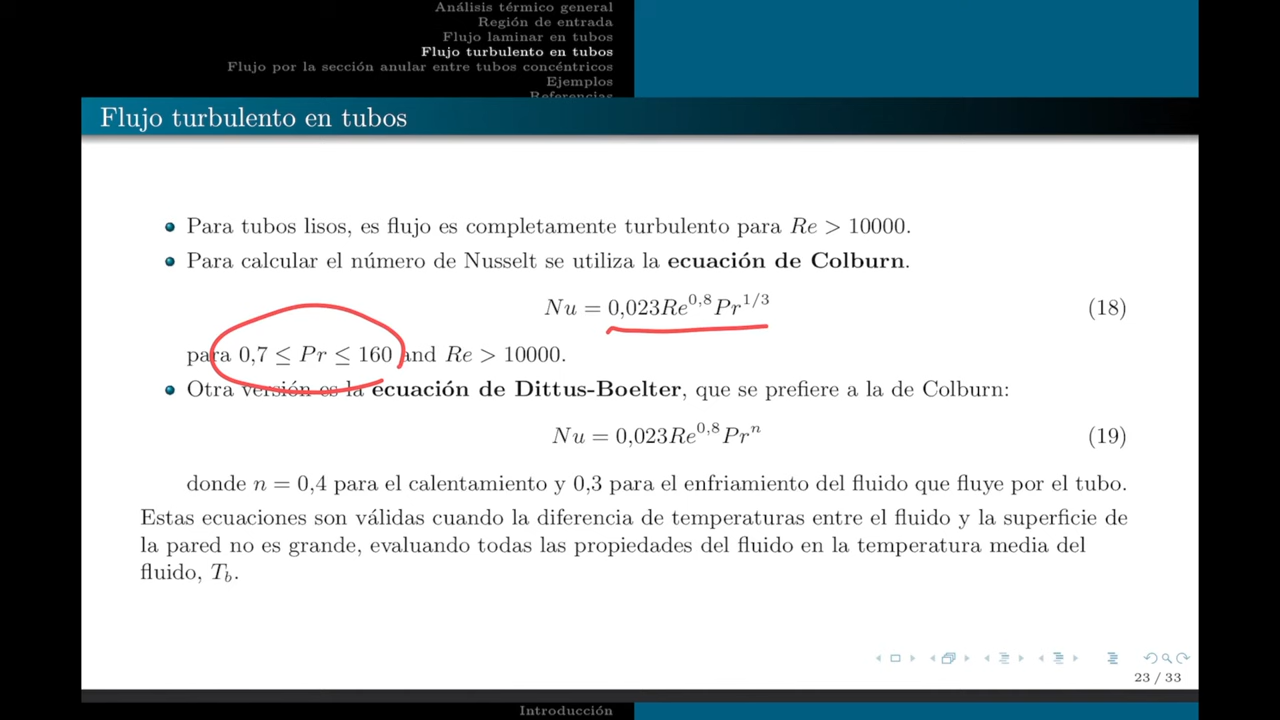 Análisis térmico general
Región de entrada
Flujo laminar en tubos
Flujo turbulento en tubos
Flujo por la sección anular entre tubos concéntricos
Ejemplos
Referencias
Flujo turbulento en tubos
Para tubos lisos, es flujo es completamente turbulento para Re > 10000.
Para calcular el número de Nusselt se utiliza la ecuación de Colburn.
Nu = 0,023Re^{0,8}Pr^{1/3} (18)
para 0,7 ≤ Pr ≤ 160 and Re > 10000.
Otra versión es la ecuación de Dittus-Boelter, que se prefiere a la de Colburn:
Nu = 0,023Re^{0,8}Pr^{n} (19)
donde n = 0,4 para el calentamiento y 0,3 para el enfriamiento del fluido que fluye por el tubo.
Estas ecuaciones son válidas cuando la diferencia de temperaturas entre el fluido y la superficie de
la pared no es grande, evaluando todas las propiedades del fluido en la temperatura media del
fluido, T_b.
23 / 33
Introducción